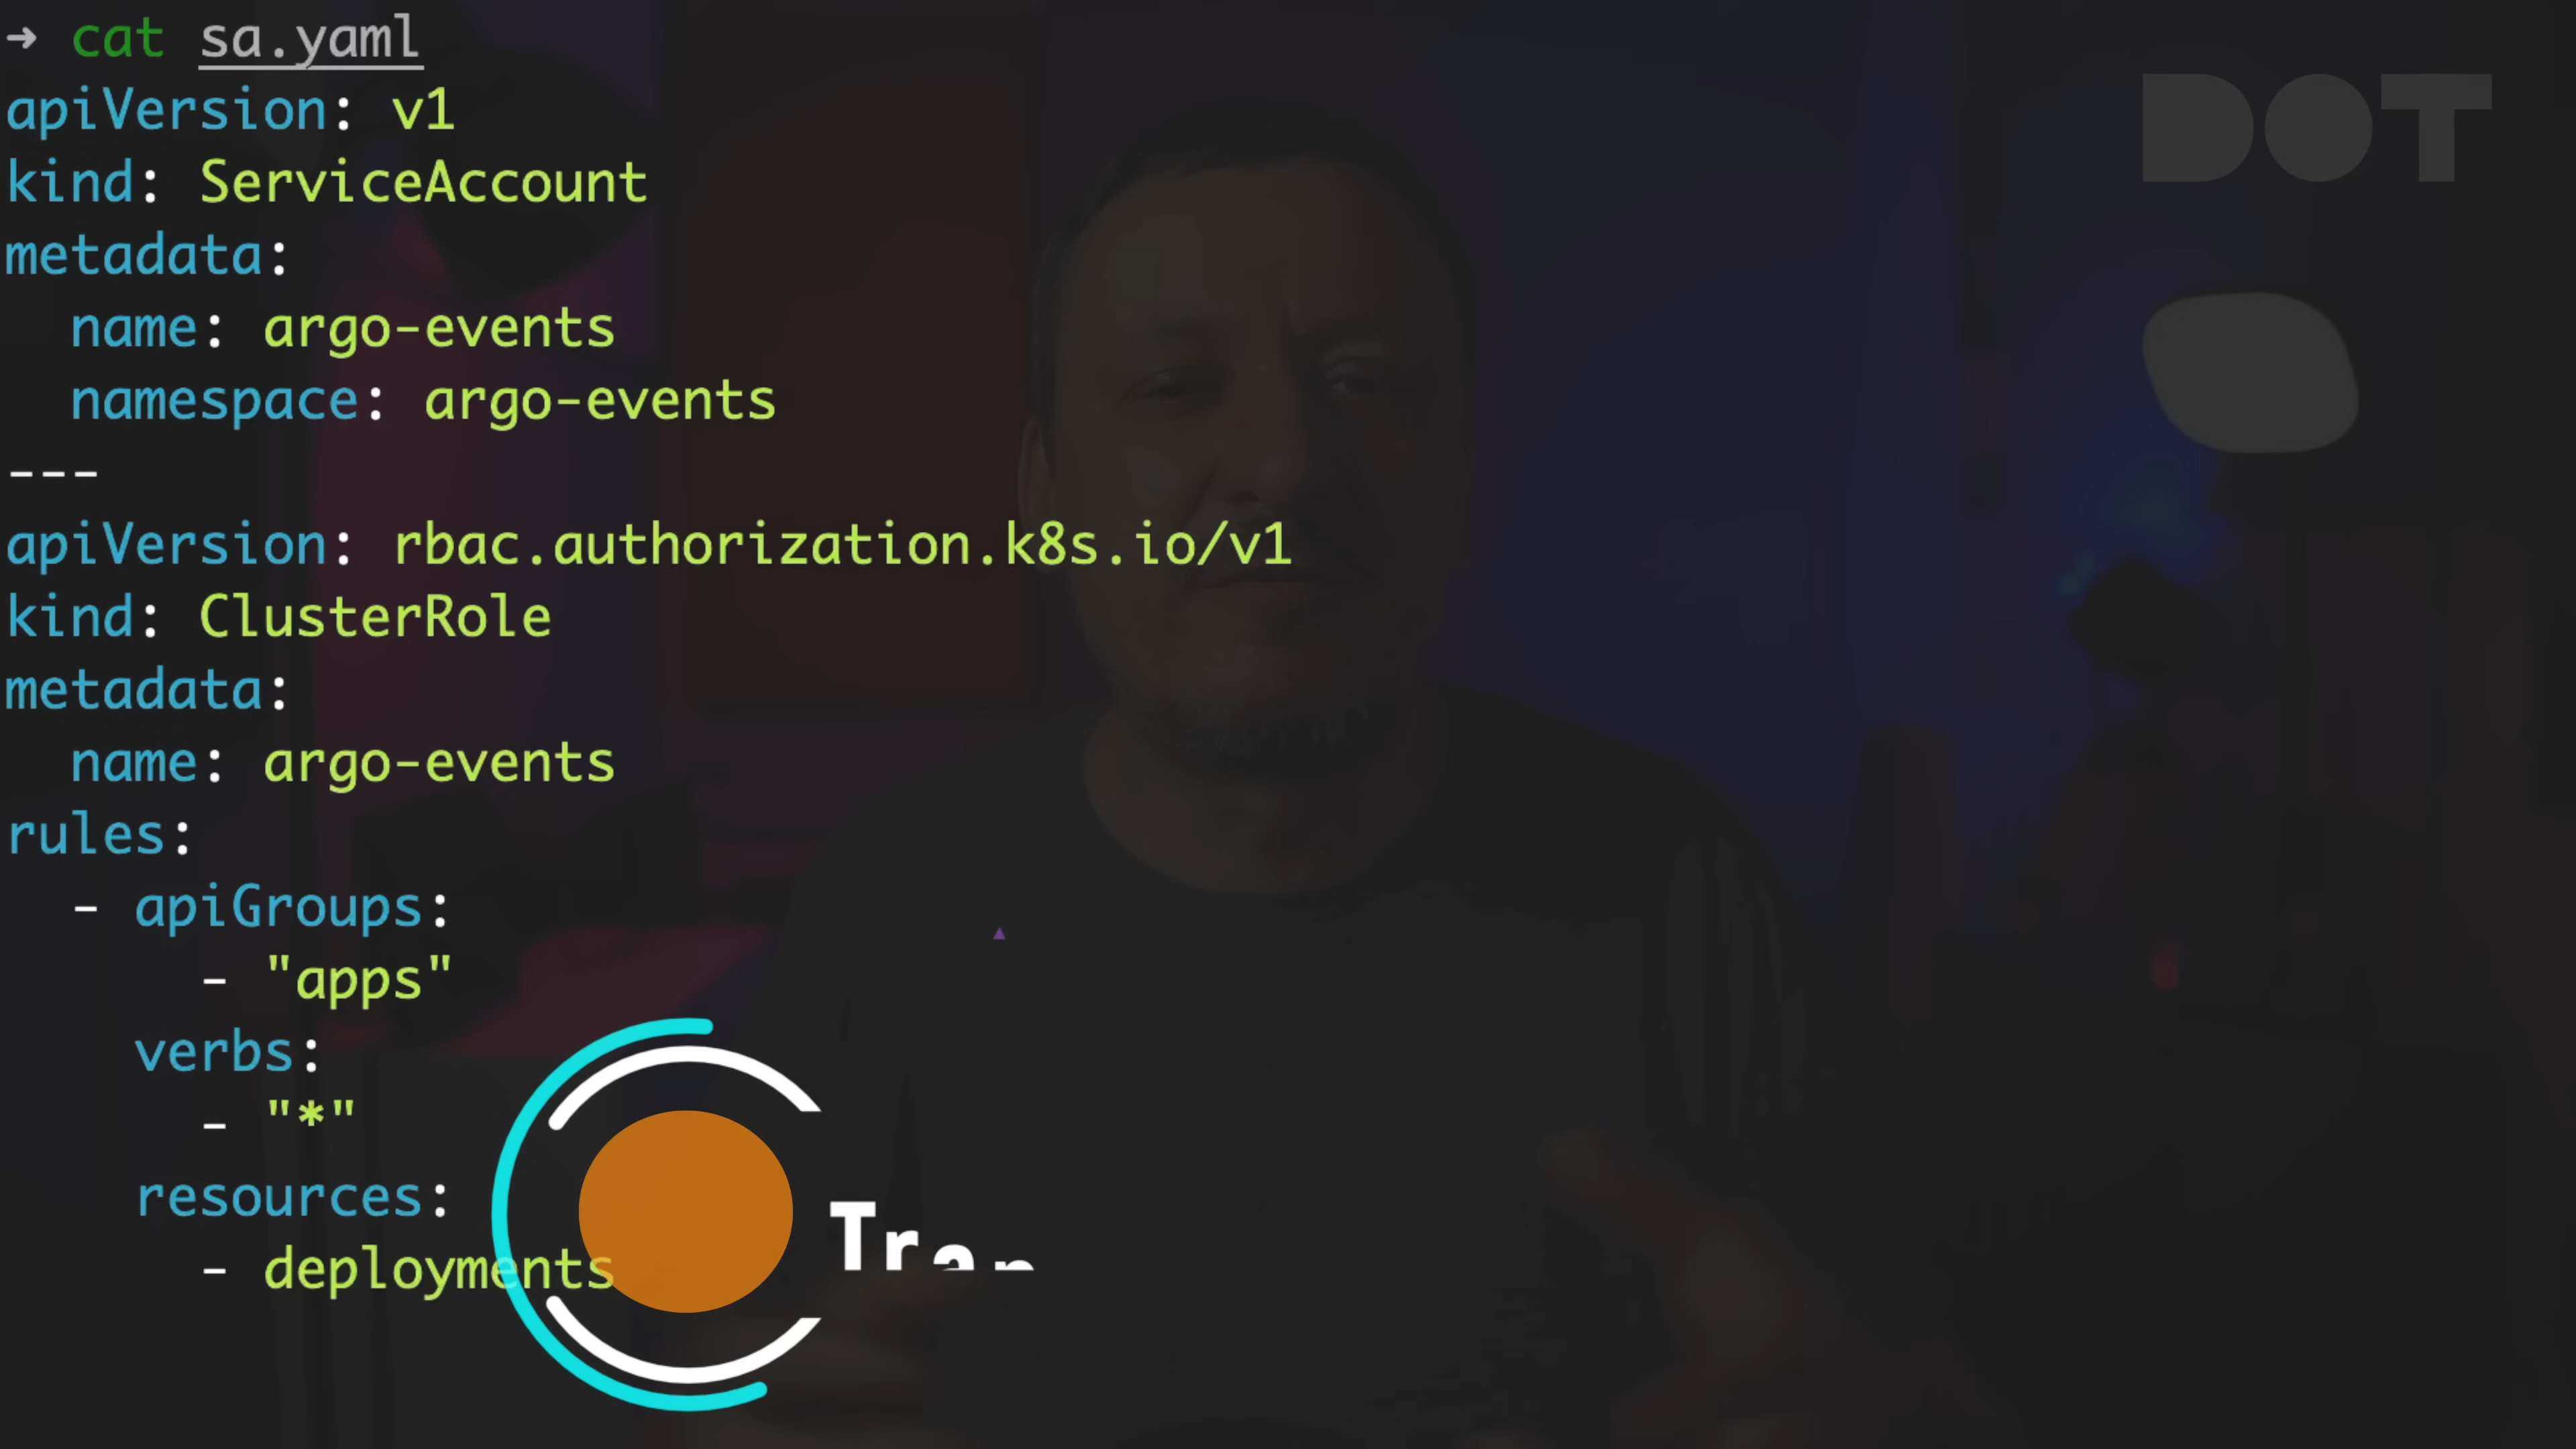 ➜ cat sa.yaml
apiVersion: v1
kind: ServiceAccount
metadata:
  name: argo-events
  namespace: argo-events
---
apiVersion: rbac.authorization.k8s.io/v1
kind: ClusterRole
metadata:
  name: argo-events
rules:
  - apiGroups:
      - "apps"
    verbs:
      - "*"
    resources:
      - deployments
DOT